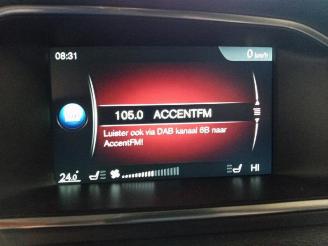 08:31
0 km/h
105.0 ACCENTFM
Luister ook via DAB kanaal 6B naar
AccentFM!
24.0°
HI